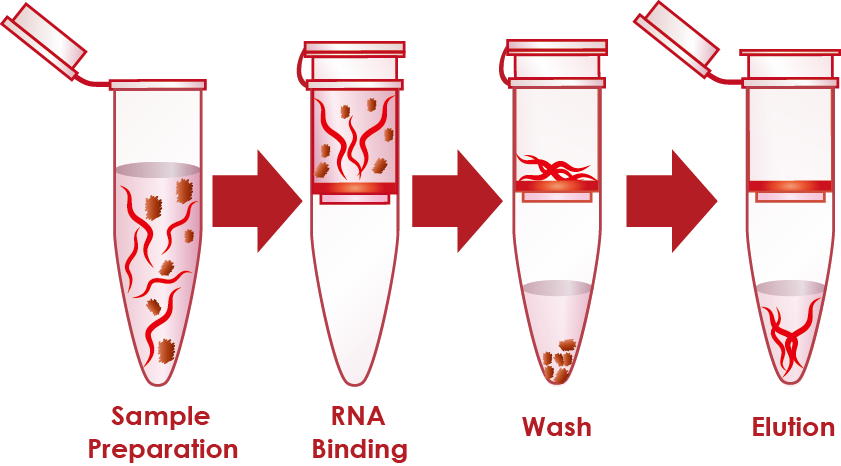 Sample
Preparation
RNA
Binding
Wash
Elution